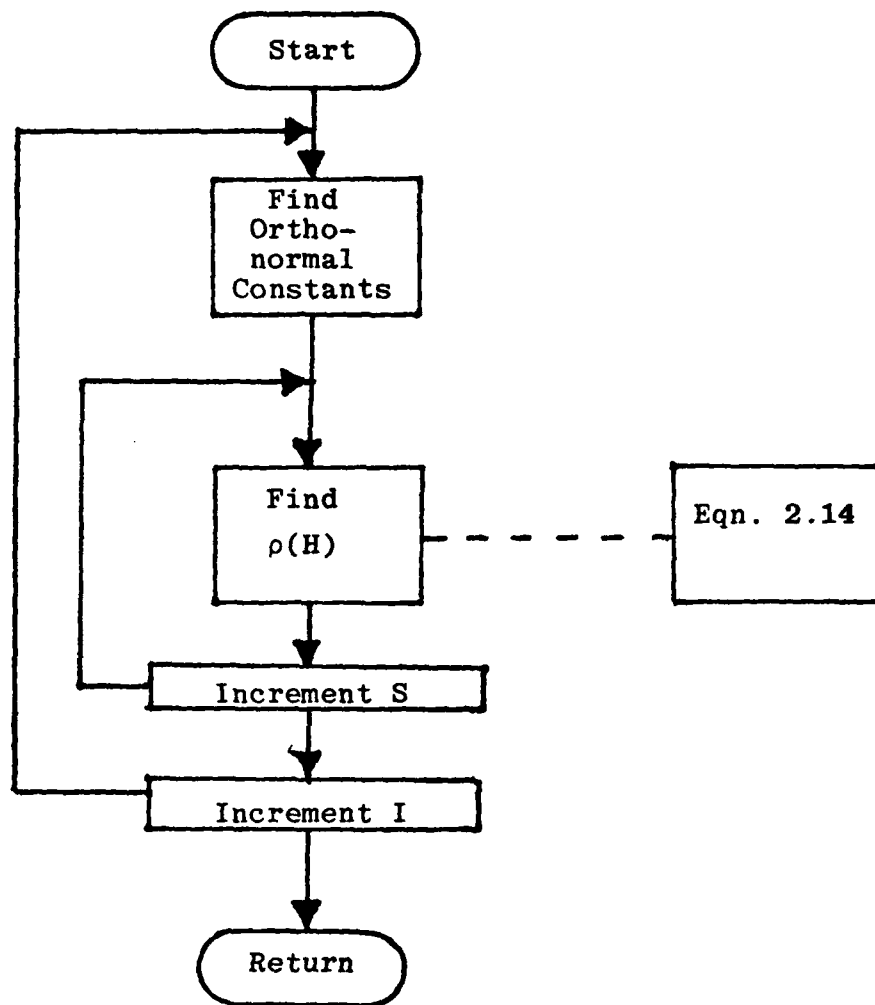 Start
Find
Ortho-
normal
Constants
Find
ρ(H)
Eqn. 2.14
Increment S
Increment I
Return